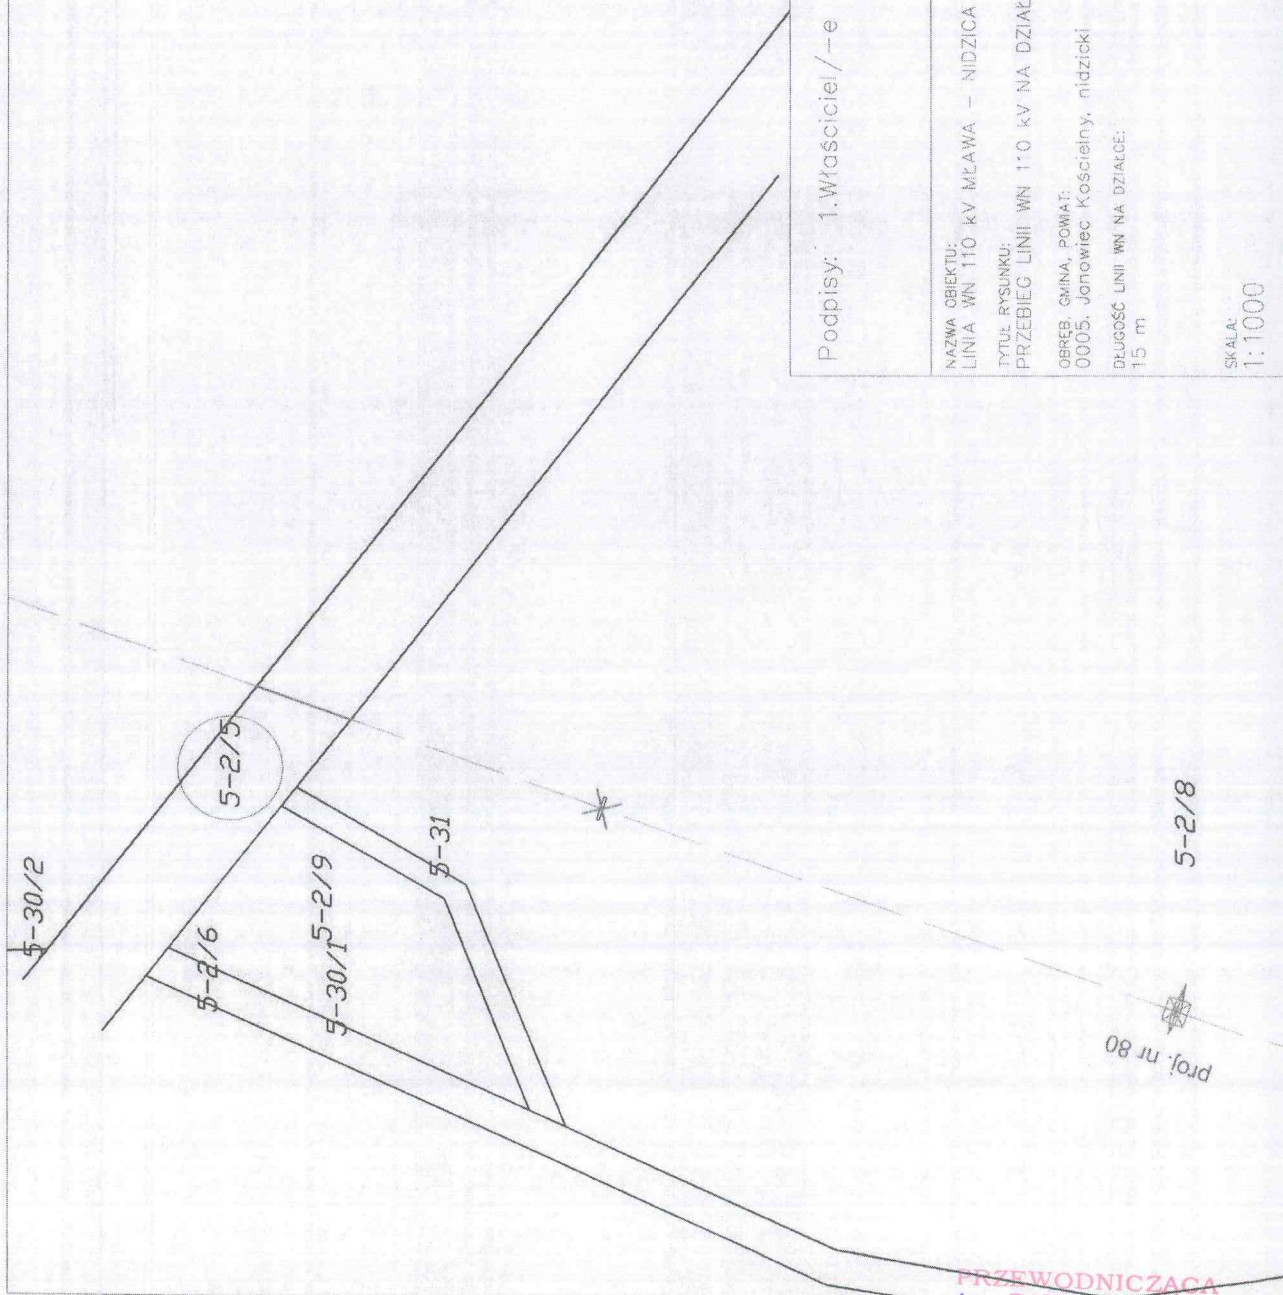 5-30/2
5-2/5
5-2/6
5-30/1
5-2/9
5-31
5-2/8
proj. nr 80
Podpisy: 1.Właściciel/--e
NAZWA OBIEKTU:
LINIA WN 110 kV MŁAWA - NIDZICA
TYTUŁ RYSUNKU:
PRZEBIEG LINII WN 110 kV NA DZIAŁ
OBRĘB, GMINA, POWIAT:
0005, Janowiec Kościelny, nidzicki
DŁUGOŚĆ LINII WN NA DZIAŁCE:
15 m
SKALA:
1:1000
PRZEWODNICZĄCA